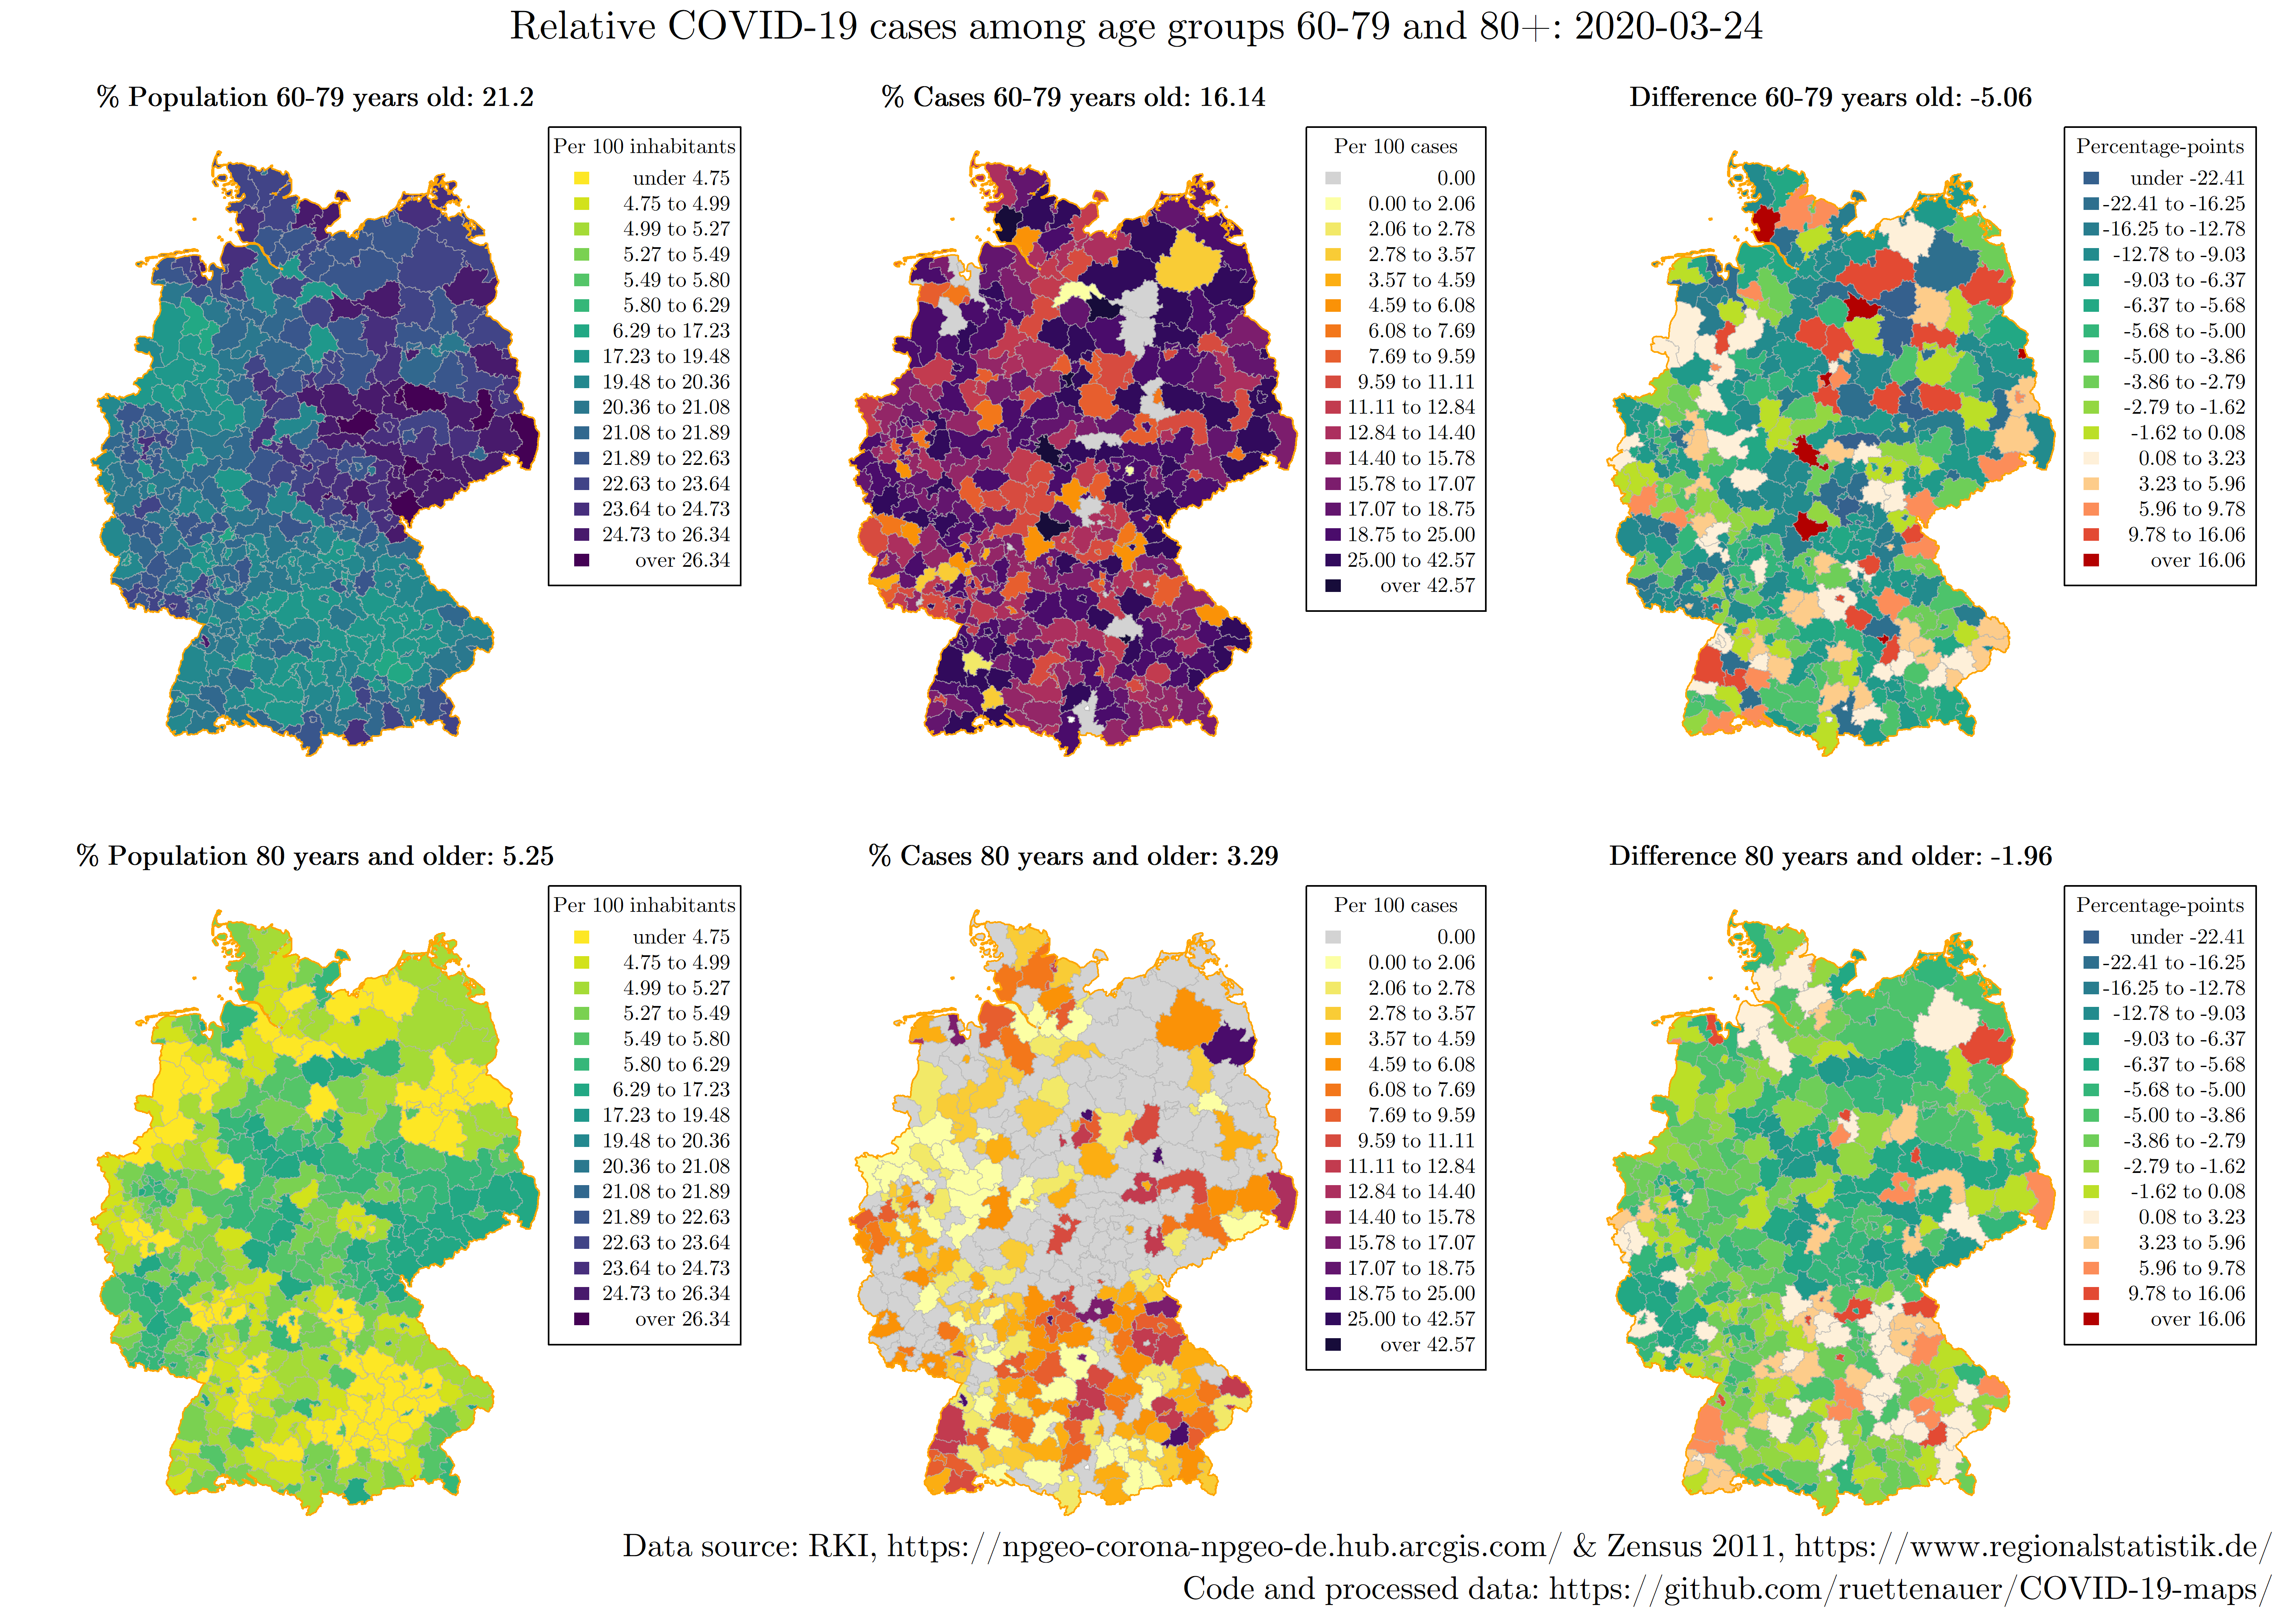 Relative COVID-19 cases among age groups 60-79 and 80+: 2020-03-24
% Population 60-79 years old: 21.2
Per 100 inhabitants
under 4.75
4.75 to 4.99
4.99 to 5.27
5.27 to 5.49
5.49 to 5.80
5.80 to 6.29
6.29 to 17.23
17.23 to 19.48
19.48 to 20.36
20.36 to 21.08
21.08 to 21.89
21.89 to 22.63
22.63 to 23.64
23.64 to 24.73
24.73 to 26.34
over 26.34
% Cases 60-79 years old: 16.14
Per 100 cases
0.00
0.00 to 2.06
2.06 to 2.78
2.78 to 3.57
3.57 to 4.59
4.59 to 6.08
6.08 to 7.69
7.69 to 9.59
9.59 to 11.11
11.11 to 12.84
12.84 to 14.40
14.40 to 15.78
15.78 to 17.07
17.07 to 18.75
18.75 to 25.00
25.00 to 42.57
over 42.57
Difference 60-79 years old: -5.06
Percentage-points
under -22.41
-22.41 to -16.25
-16.25 to -12.78
-12.78 to -9.03
-9.03 to -6.37
-6.37 to -5.68
-5.68 to -5.00
-5.00 to -3.86
-3.86 to -2.79
-2.79 to -1.62
-1.62 to 0.08
0.08 to 3.23
3.23 to 5.96
5.96 to 9.78
9.78 to 16.06
over 16.06
% Population 80 years and older: 5.25
Per 100 inhabitants
under 4.75
4.75 to 4.99
4.99 to 5.27
5.27 to 5.49
5.49 to 5.80
5.80 to 6.29
6.29 to 17.23
17.23 to 19.48
19.48 to 20.36
20.36 to 21.08
21.08 to 21.89
21.89 to 22.63
22.63 to 23.64
23.64 to 24.73
24.73 to 26.34
over 26.34
% Cases 80 years and older: 3.29
Per 100 cases
0.00
0.00 to 2.06
2.06 to 2.78
2.78 to 3.57
3.57 to 4.59
4.59 to 6.08
6.08 to 7.69
7.69 to 9.59
9.59 to 11.11
11.11 to 12.84
12.84 to 14.40
14.40 to 15.78
15.78 to 17.07
17.07 to 18.75
18.75 to 25.00
25.00 to 42.57
over 42.57
Difference 80 years and older: -1.96
Percentage-points
under -22.41
-22.41 to -16.25
-16.25 to -12.78
-12.78 to -9.03
-9.03 to -6.37
-6.37 to -5.68
-5.68 to -5.00
-5.00 to -3.86
-3.86 to -2.79
-2.79 to -1.62
-1.62 to 0.08
0.08 to 3.23
3.23 to 5.96
5.96 to 9.78
9.78 to 16.06
over 16.06
Data source: RKI, https://npgeo-corona-npgeo-de.hub.arcgis.com/ & Zensus 2011, https://www.regionalstatistik.de/
Code and processed data: https://github.com/ruettenauer/COVID-19-maps/